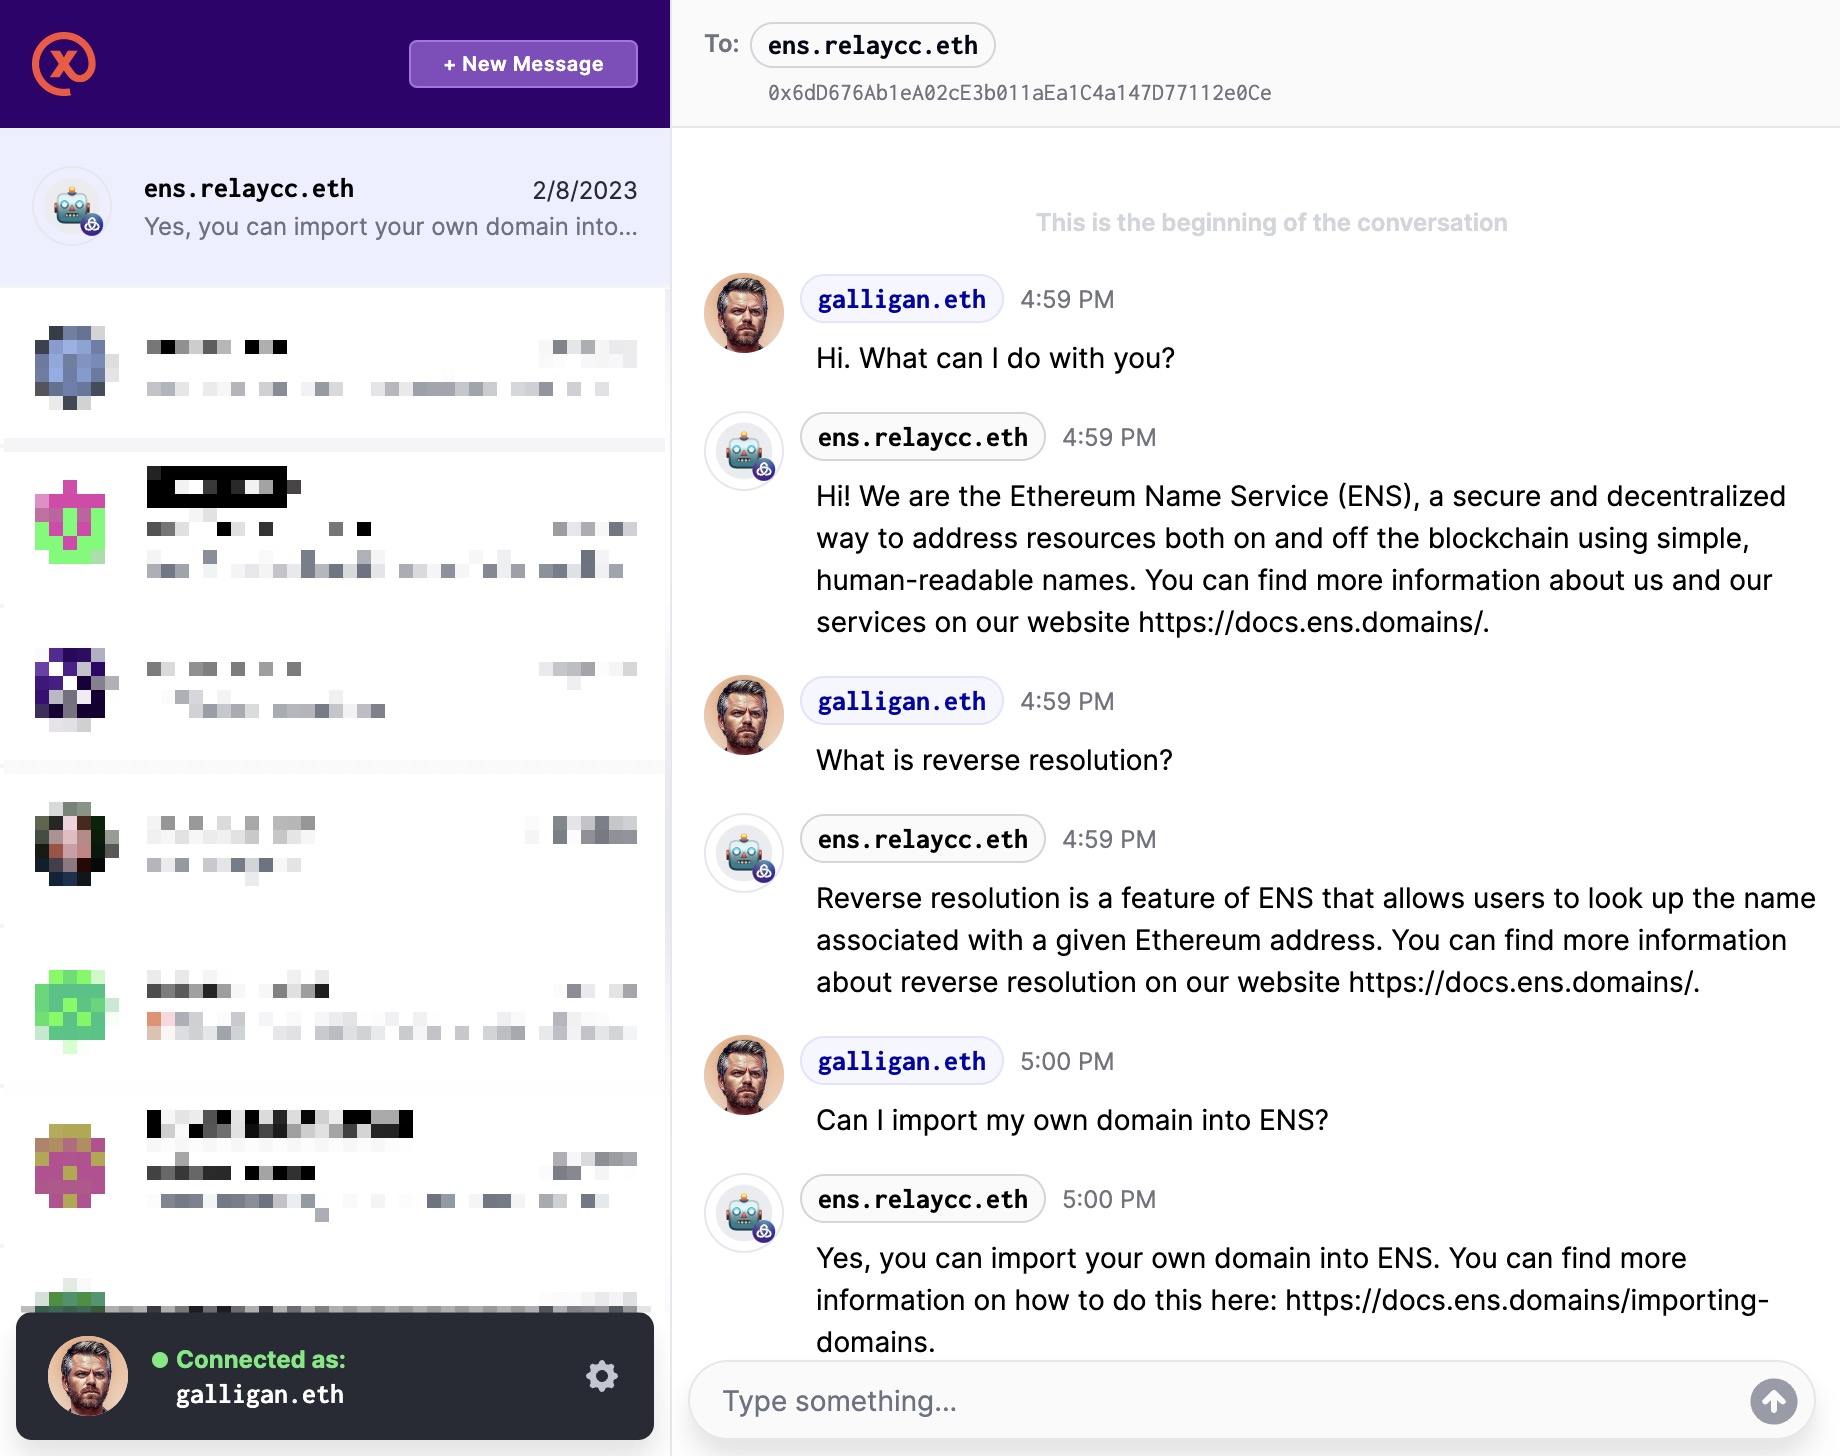 + New Message
ens.relaycc.eth
2/8/2023
Yes, you can import your own domain into...
Connected as:
galligan.eth
To:
ens.relaycc.eth
0x6dD676Ab1eA02cE3b011aEa1C4a147D77112e0Ce
This is the beginning of the conversation
galligan.eth
4:59 PM
Hi. What can I do with you?
ens.relaycc.eth
4:59 PM
Hi! We are the Ethereum Name Service (ENS), a secure and decentralized
way to address resources both on and off the blockchain using simple,
human-readable names. You can find more information about us and our
services on our website https://docs.ens.domains/.
galligan.eth
4:59 PM
What is reverse resolution?
ens.relaycc.eth
4:59 PM
Reverse resolution is a feature of ENS that allows users to look up the name
associated with a given Ethereum address. You can find more information
about reverse resolution on our website https://docs.ens.domains/.
galligan.eth
5:00 PM
Can I import my own domain into ENS?
ens.relaycc.eth
5:00 PM
Yes, you can import your own domain into ENS. You can find more
information on how to do this here: https://docs.ens.domains/importing-
domains.
Type something...